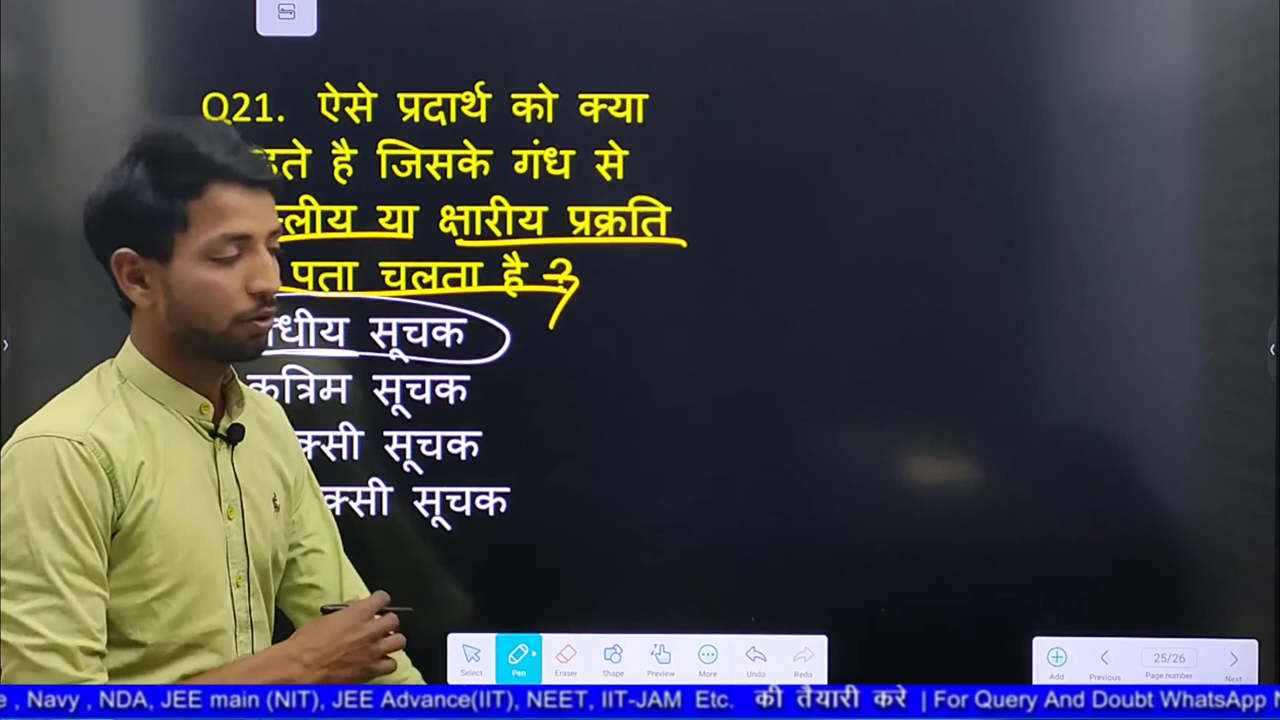 Q21. ऐसे प्रदार्थ को क्या
है जिसके गंध से
या क्षारीय प्रक्रति
पता चलता है ?
सूचक
कत्रिम सूचक
सूचक
सूचक
Select
Pen
Eraser
Shape
Preview
More
Undo
Redo
Add
Previous
25/26
Page number
Next
, Navy , NDA, JEE main (NIT), JEE Advance(IIT), NEET, IIT-JAM Etc. की तैयारी करे | For Query And Doubt WhatsApp